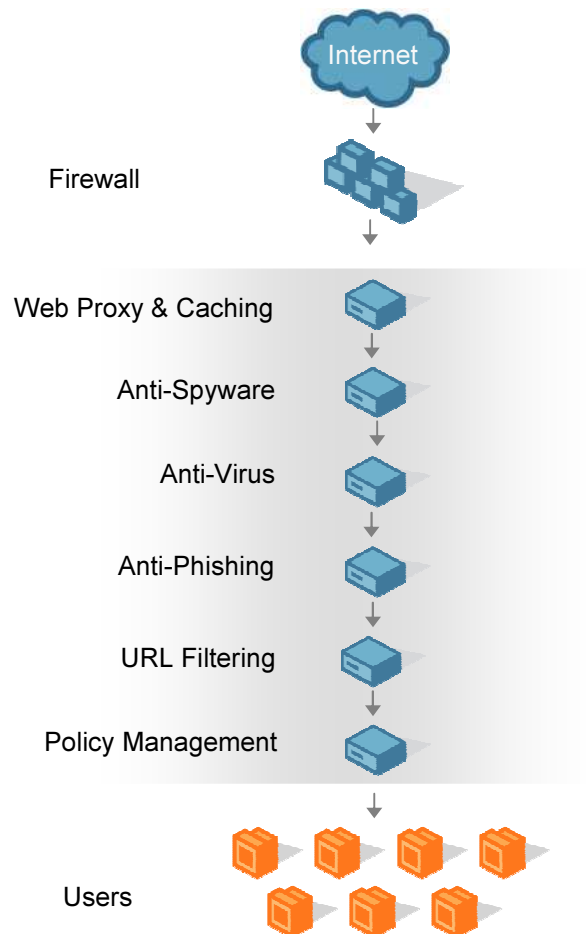 Internet
Firewall
Web Proxy & Caching
Anti-Spyware
Anti-Virus
Anti-Phishing
URL Filtering
Policy Management
Users